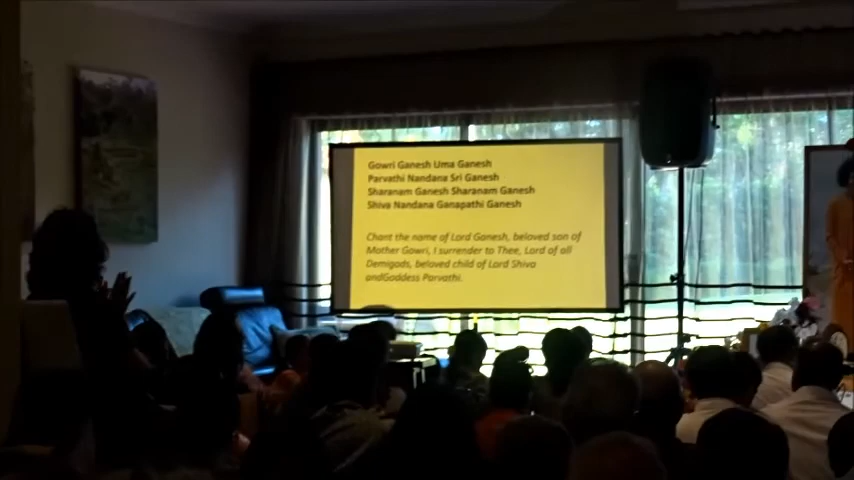 Gowri Ganesh Uma Ganesh
Parvathi Nandana Sri Ganesh
Sharanam Ganesh Sharanam Ganesh
Shiva Nandana Ganapathi Ganesh
Chant the name of Lord Ganesh, beloved son of
Mother Gowri, I surrender to Thee, Lord of all
Demigods, beloved child of Lord Shiva
andGoddess Parvathi.